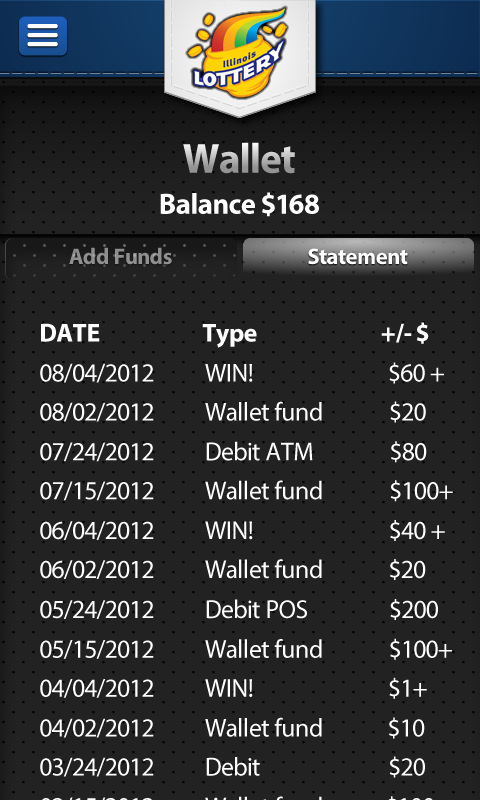 Illinois
LOTTERY
Wallet
Balance $168
Add Funds Statement
DATE Type +/- $
08/04/2012 WIN! $60 +
08/02/2012 Wallet fund $20
07/24/2012 Debit ATM $80
07/15/2012 Wallet fund $100+
06/04/2012 WIN! $40 +
06/02/2012 Wallet fund $20
05/24/2012 Debit POS $200
05/15/2012 Wallet fund $100+
04/04/2012 WIN! $1+
04/02/2012 Wallet fund $10
03/24/2012 Debit $20